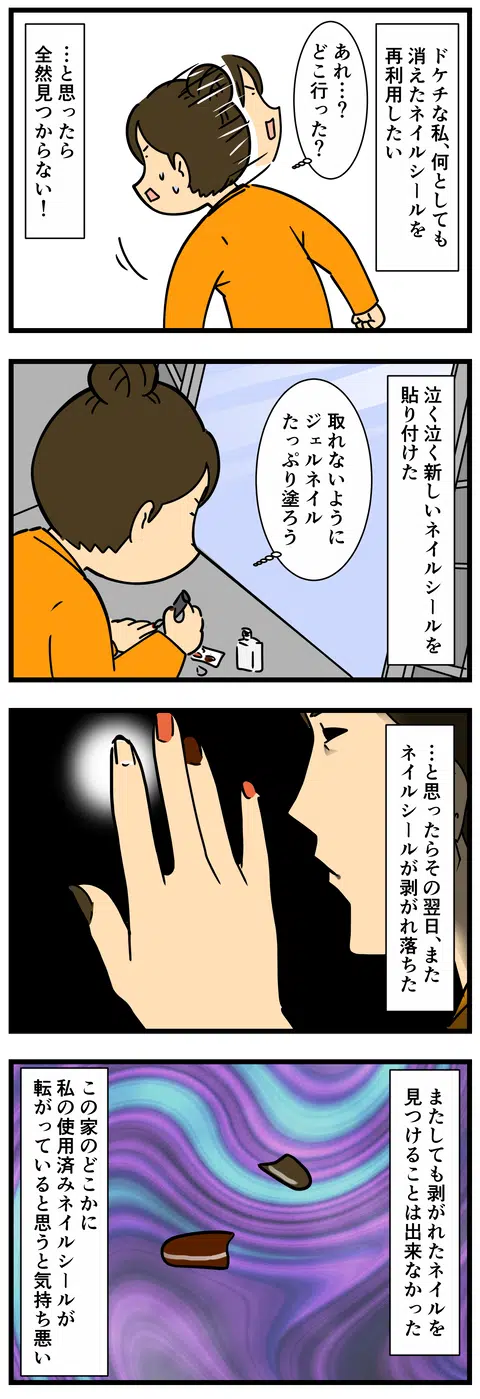 ドケチな私、何としても
消えたネイルシールを
再利用したい
あれ…？
どこ行った？
…と思ったら
全然見つからない！
泣く泣く新しいネイルシールを
貼り付けた
取れないように
ジェルネイル
たっぷり塗ろう
…と思ったらその翌日、また
ネイルシールが剥がれ落ちた
またしても剥がれたネイルを
見つけることは出来なかった
この家のどこかに
私の使用済みネイルシールが
転がっていると思うと気持ち悪い